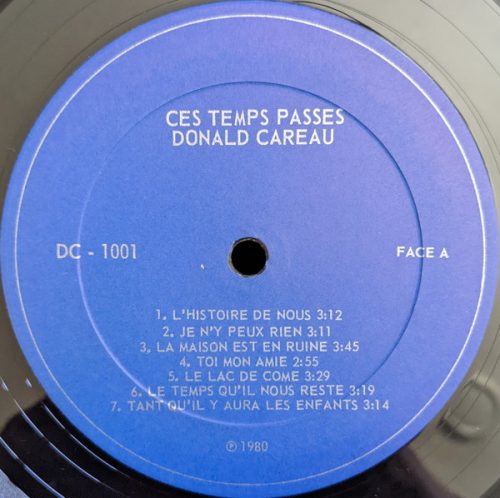 CES TEMPS PASSES
DONALD CAREAU
DC - 1001
FACE A
1. L'HISTOIRE DE NOUS 3:12
2. JE N'Y PEUX RIEN 3:11
3. LA MAISON EST EN RUINE 3:45
4. TOI MON AMIE 2:55
5. LE LAC DE COME 3:29
6. LE TEMPS QU'IL NOUS RESTE 3:19
7. TANT QU'IL Y AURA LES ENFANTS 3:14
℗ 1980